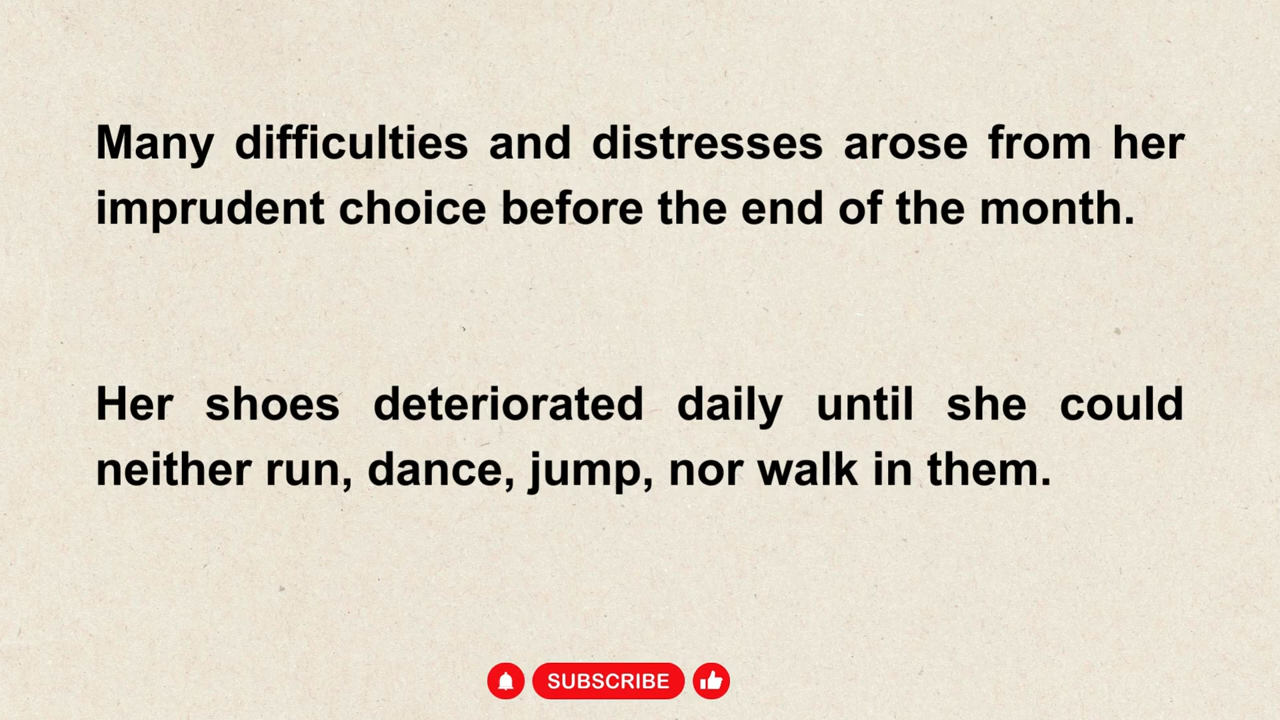 Many difficulties and distresses arose from her
imprudent choice before the end of the month.
Her shoes deteriorated daily until she could
neither run, dance, jump, nor walk in them.
SUBSCRIBE